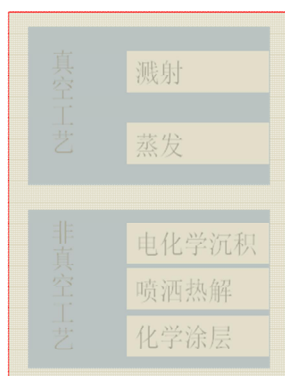 真空工艺
溅射
蒸发
非真空工艺
电化学沉积
喷洒热解
化学涂层